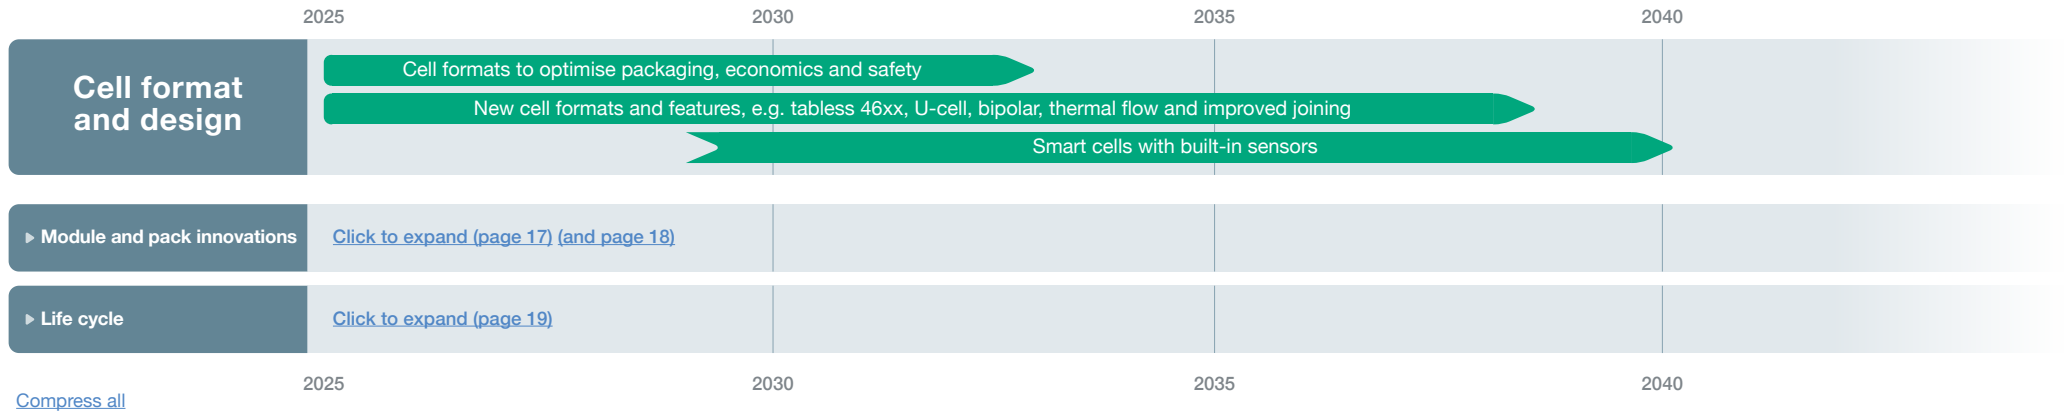 2025 2030 2035 2040
Cell format
and design
Cell formats to optimise packaging, economics and safety
New cell formats and features, e.g. tabless 46xx, U-cell, bipolar, thermal flow and improved joining
Smart cells with built-in sensors
Module and pack innovations Click to expand (page 17) (and page 18)
Life cycle Click to expand (page 19)
2025 2030 2035 2040
Compress all